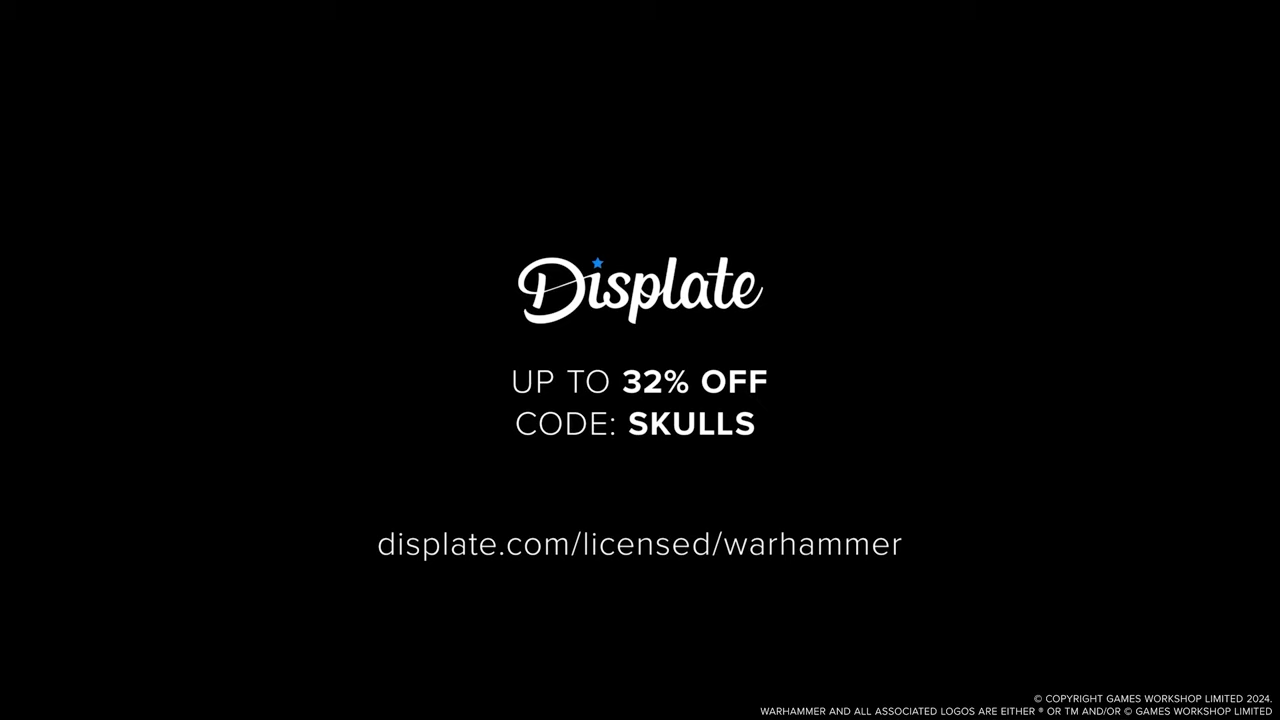 Displate
UP TO 32% OFF
CODE: SKULLS
displate.com/licensed/warhammer
© COPYRIGHT GAMES WORKSHOP LIMITED 2024.
WARHAMMER AND ALL ASSOCIATED LOGOS ARE EITHER ® OR TM AND/OR © GAMES WORKSHOP LIMITED